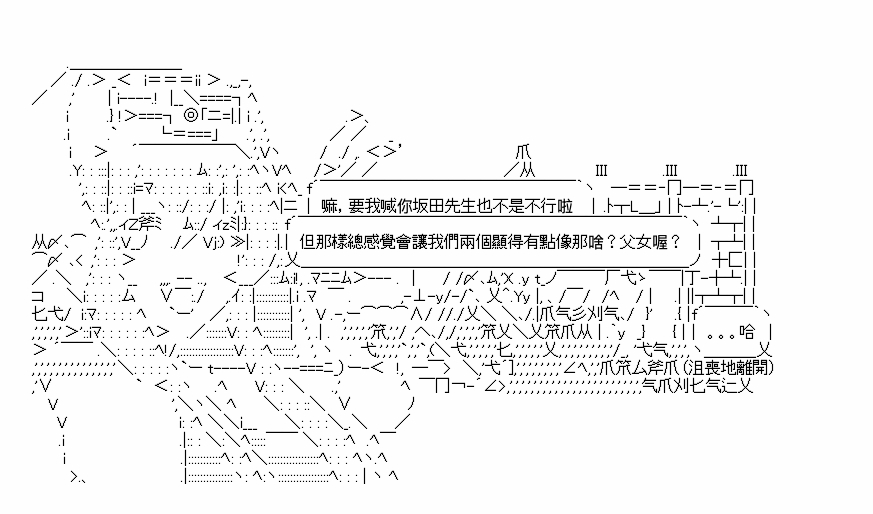 嘛，要我喊你坂田先生也不是不行啦
但那樣總感覺會讓我們兩個顯得有點像那啥？父女喔？
。。。哈
（沮喪地離開）